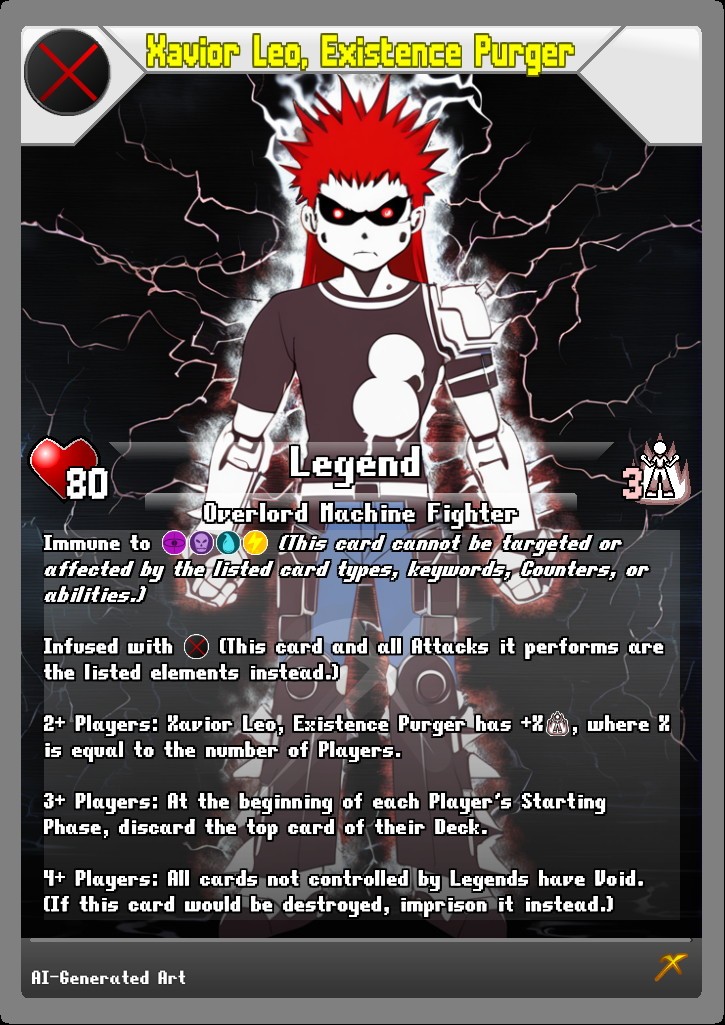 Xavior Leo, Existence Purger
Legend
80
3
Overlord Machine Fighter
Immune to (This card cannot be targeted or
affected by the listed card types, keywords, Counters, or
abilities.)
Infused with (This card and all Attacks it performs are
the listed elements instead.)
2+ Players: Xavior Leo, Existence Purger has +X, where X
is equal to the number of Players.
3+ Players: At the beginning of each Player's Starting
Phase, discard the top card of their Deck.
4+ Players: All cards not controlled by Legends have Void.
(If this card would be destroyed, imprison it instead.)
AI-Generated Art